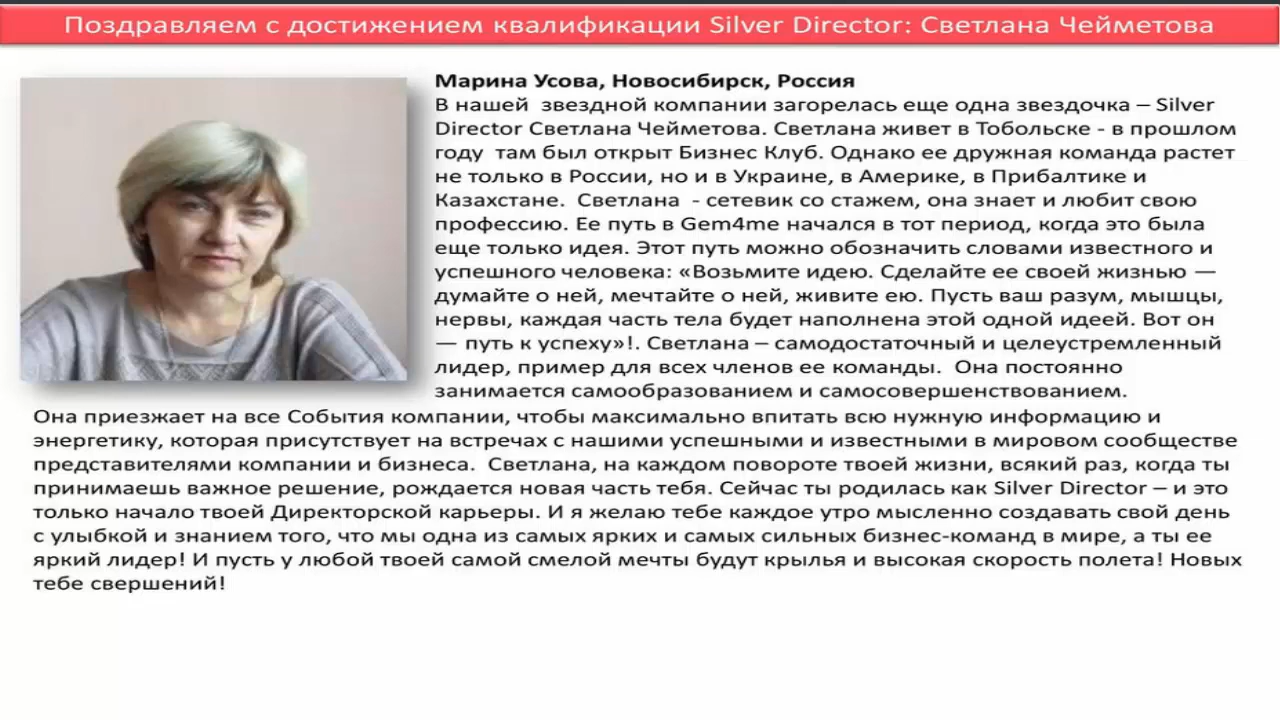 Поздравляем с достижением квалификации Silver Director: Светлана Чейметова
Марина Усова, Новосибирск, Россия
В нашей звездной компании загорелась еще одна звездочка – Silver
Director Светлана Чейметова. Светлана живет в Тобольске - в прошлом
году там был открыт Бизнес Клуб. Однако ее дружная команда растет
не только в России, но и в Украине, в Америке, в Прибалтике и
Казахстане. Светлана - сетевик со стажем, она знает и любит свою
профессию. Ее путь в Gem4me начался в тот период, когда это была
еще только идея. Этот путь можно обозначить словами известного и
успешного человека: «Возьмите идею. Сделайте ее своей жизнью —
думайте о ней, мечтайте о ней, живите ею. Пусть ваш разум, мышцы,
нервы, каждая часть тела будет наполнена этой одной идеей. Вот он
— путь к успеху»!. Светлана – самодостаточный и целеустремленный
лидер, пример для всех членов ее команды. Она постоянно
занимается самообразованием и самосовершенствованием.
Она приезжает на все События компании, чтобы максимально впитать всю нужную информацию и
энергетику, которая присутствует на встречах с нашими успешными и известными в мировом сообществе
представителями компании и бизнеса. Светлана, на каждом повороте твоей жизни, всякий раз, когда ты
принимаешь важное решение, рождается новая часть тебя. Сейчас ты родилась как Silver Director – и это
только начало твоей Директорской карьеры. И я желаю тебе каждое утро мысленно создавать свой день
с улыбкой и знанием того, что мы одна из самых ярких и самых сильных бизнес-команд в мире, а ты ее
яркий лидер! И пусть у любой твоей самой смелой мечты будут крылья и высокая скорость полета! Новых
тебе свершений!